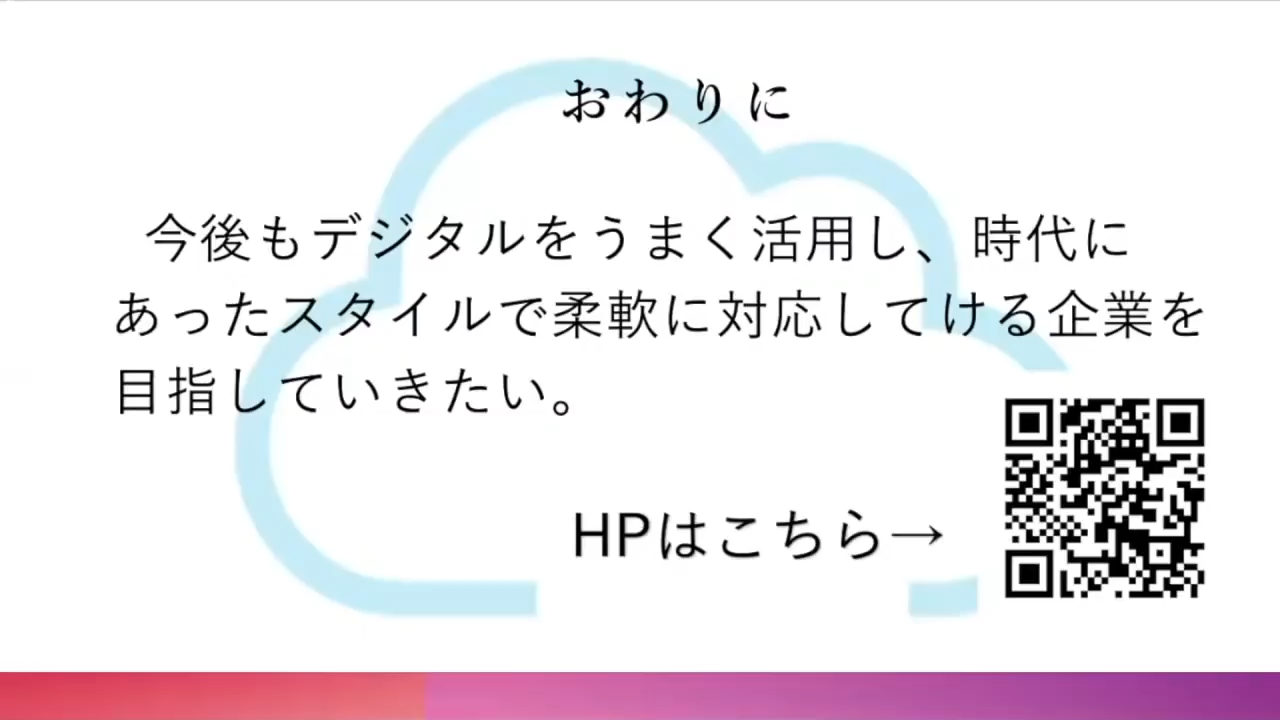 おわりに
今後もデジタルをうまく活用し、時代に
あったスタイルで柔軟に対応してける企業を
目指していきたい。
HPはこちら→